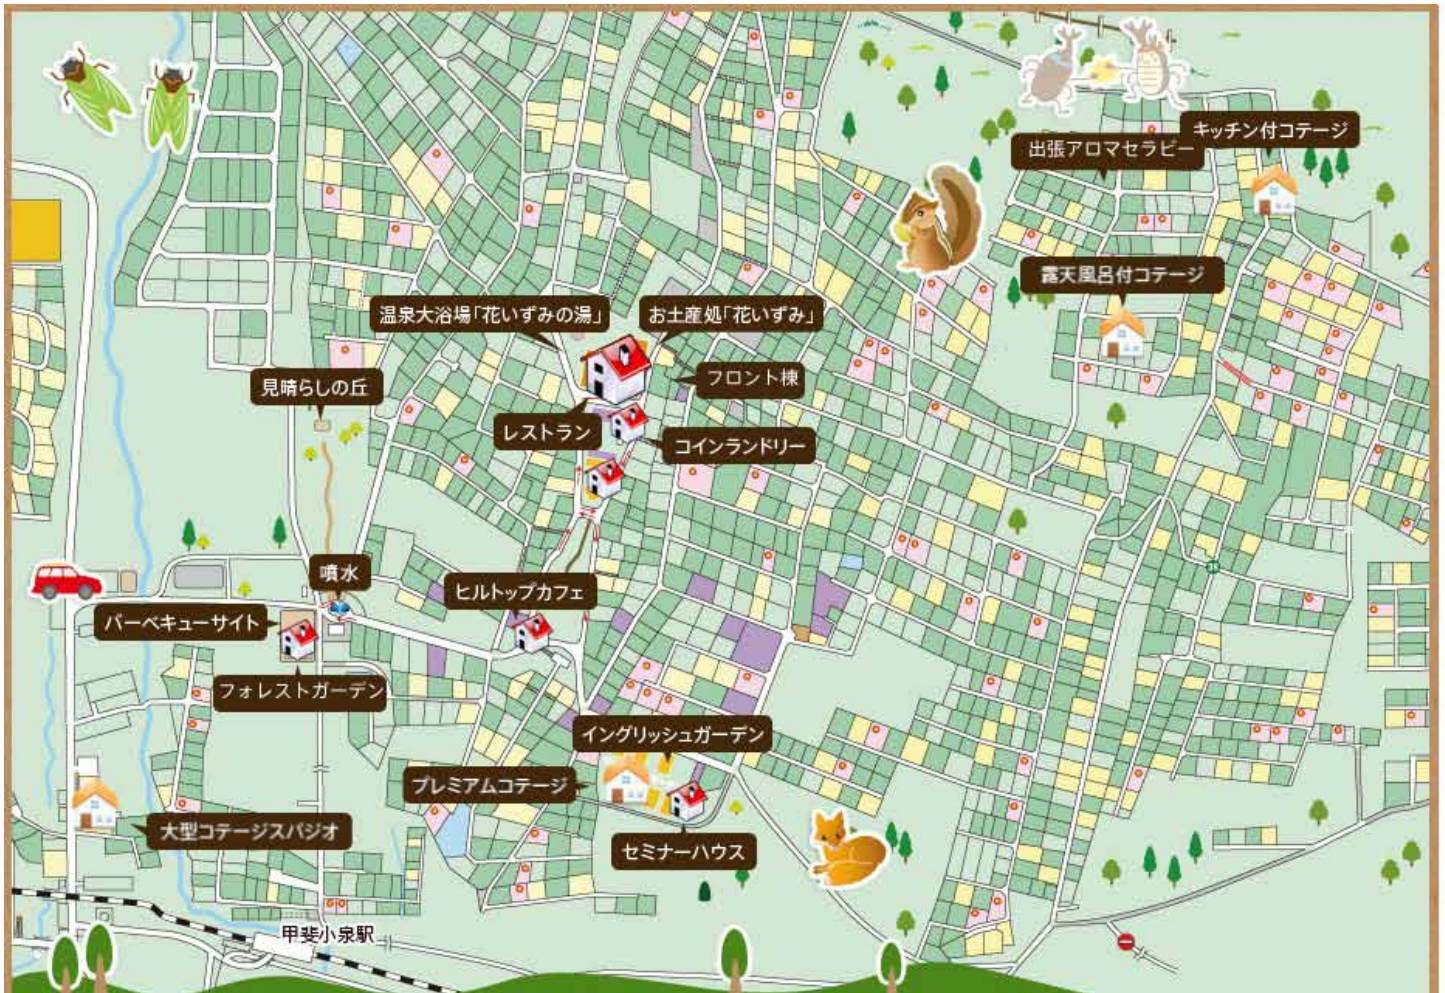 キッチン付コテージ
出張アロマセラピー
露天風呂付コテージ
温泉大浴場「花いずみの湯」
お土産処「花いずみ」
フロント棟
見晴らしの丘
レストラン
コインランドリー
噴水
ヒルトップカフェ
バーベキューサイト
フォレストガーデン
イングリッシュガーデン
プレミアムコテージ
大型コテージスパジオ
セミナーハウス
甲斐小泉駅